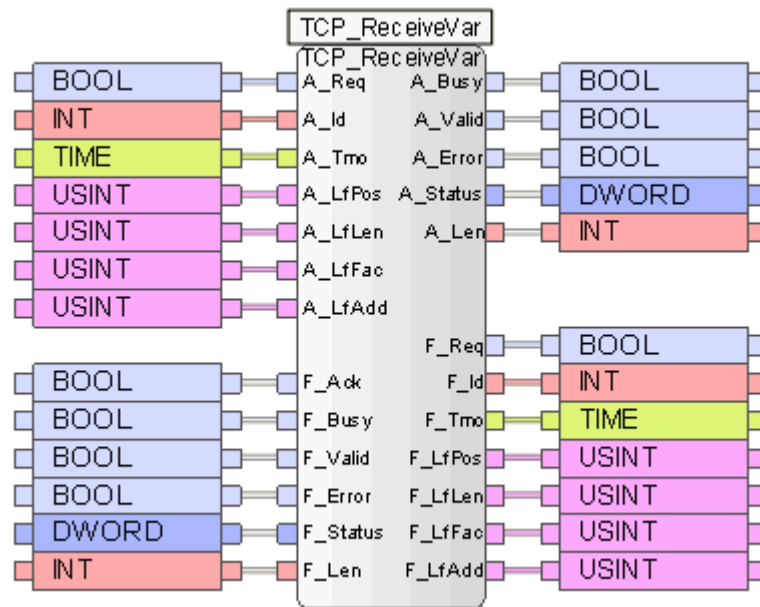 TCP_ReceiveVar
TCP_ReceiveVar
BOOL A_Req A_Busy BOOL
INT A_Id A_Valid BOOL
TIME A_Tmo A_Error BOOL
USINT A_LfPos A_Status DWORD
USINT A_LfLen A_Len INT
USINT A_LfFac
USINT A_LfAdd
F_Req BOOL
BOOL F_Ack F_Id INT
BOOL F_Busy F_Tmo TIME
BOOL F_Valid F_LfPos USINT
BOOL F_Error F_LfLen USINT
DWORD F_Status F_LfFac USINT
INT F_Len F_LfAdd USINT